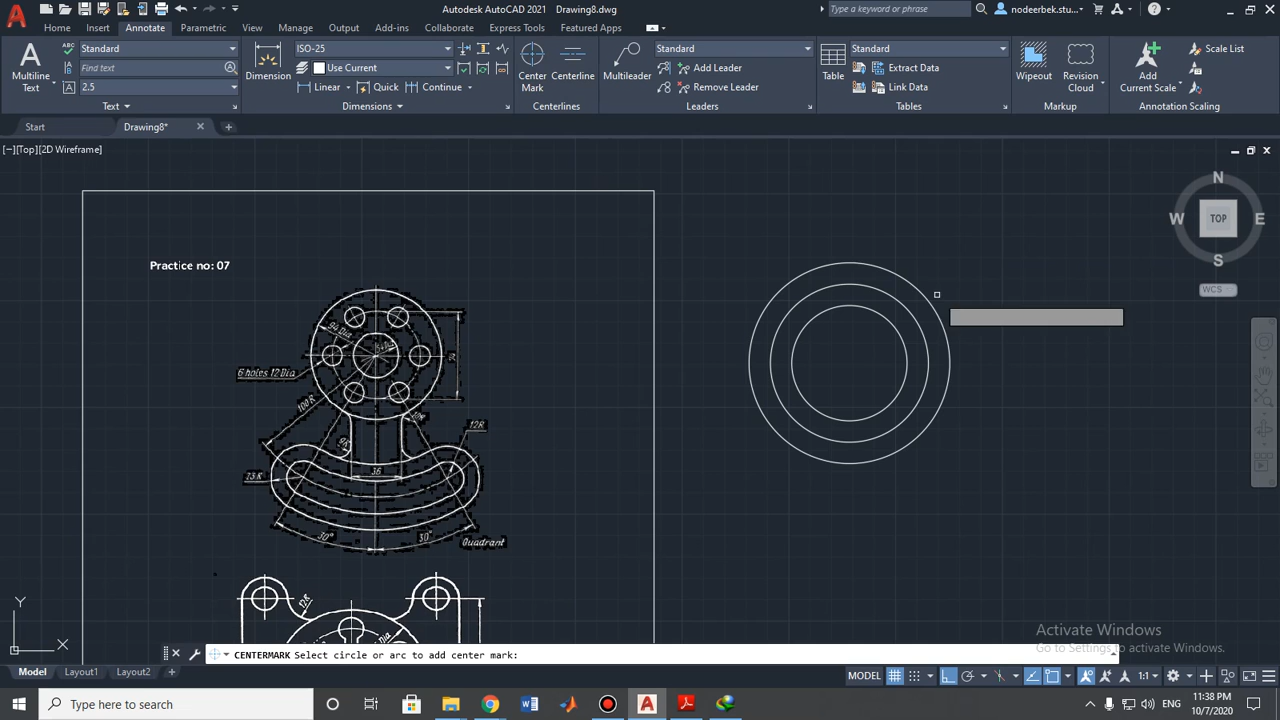 Autodesk AutoCAD 2021 Drawing8.dwg
Type a keyword or phrase
nodeerbek.stu...
Home Insert Annotate Parametric View Manage Output Add-ins Collaborate Express Tools Featured Apps
Multiline Text
ABC
Standard
Find text
2.5
Text
Dimension
ISO-25
Use Current
Linear Quick Continue
Dimensions
Center Mark
Centerline
Centerlines
Multileader
Standard
Add Leader
Remove Leader
Leaders
Table
Standard
Extract Data
Link Data
Tables
Wipeout
Revision Cloud
Markup
Add Current Scale
Scale List
Annotation Scaling
Start Drawing8*
[−][Top][2D Wireframe]
N
W TOP E
S
WCS
Practice no: 07
94 Dia
6 holes 12 Dia
100R
12R
36
23R
30° 30°
Quadrant
Y
X
Activate Windows
Go to Settings to activate Windows.
CENTERMARK Select circle or arc to add center mark:
Model Layout1 Layout2
MODEL
1:1
Type here to search
ENG
11:38 PM
10/7/2020